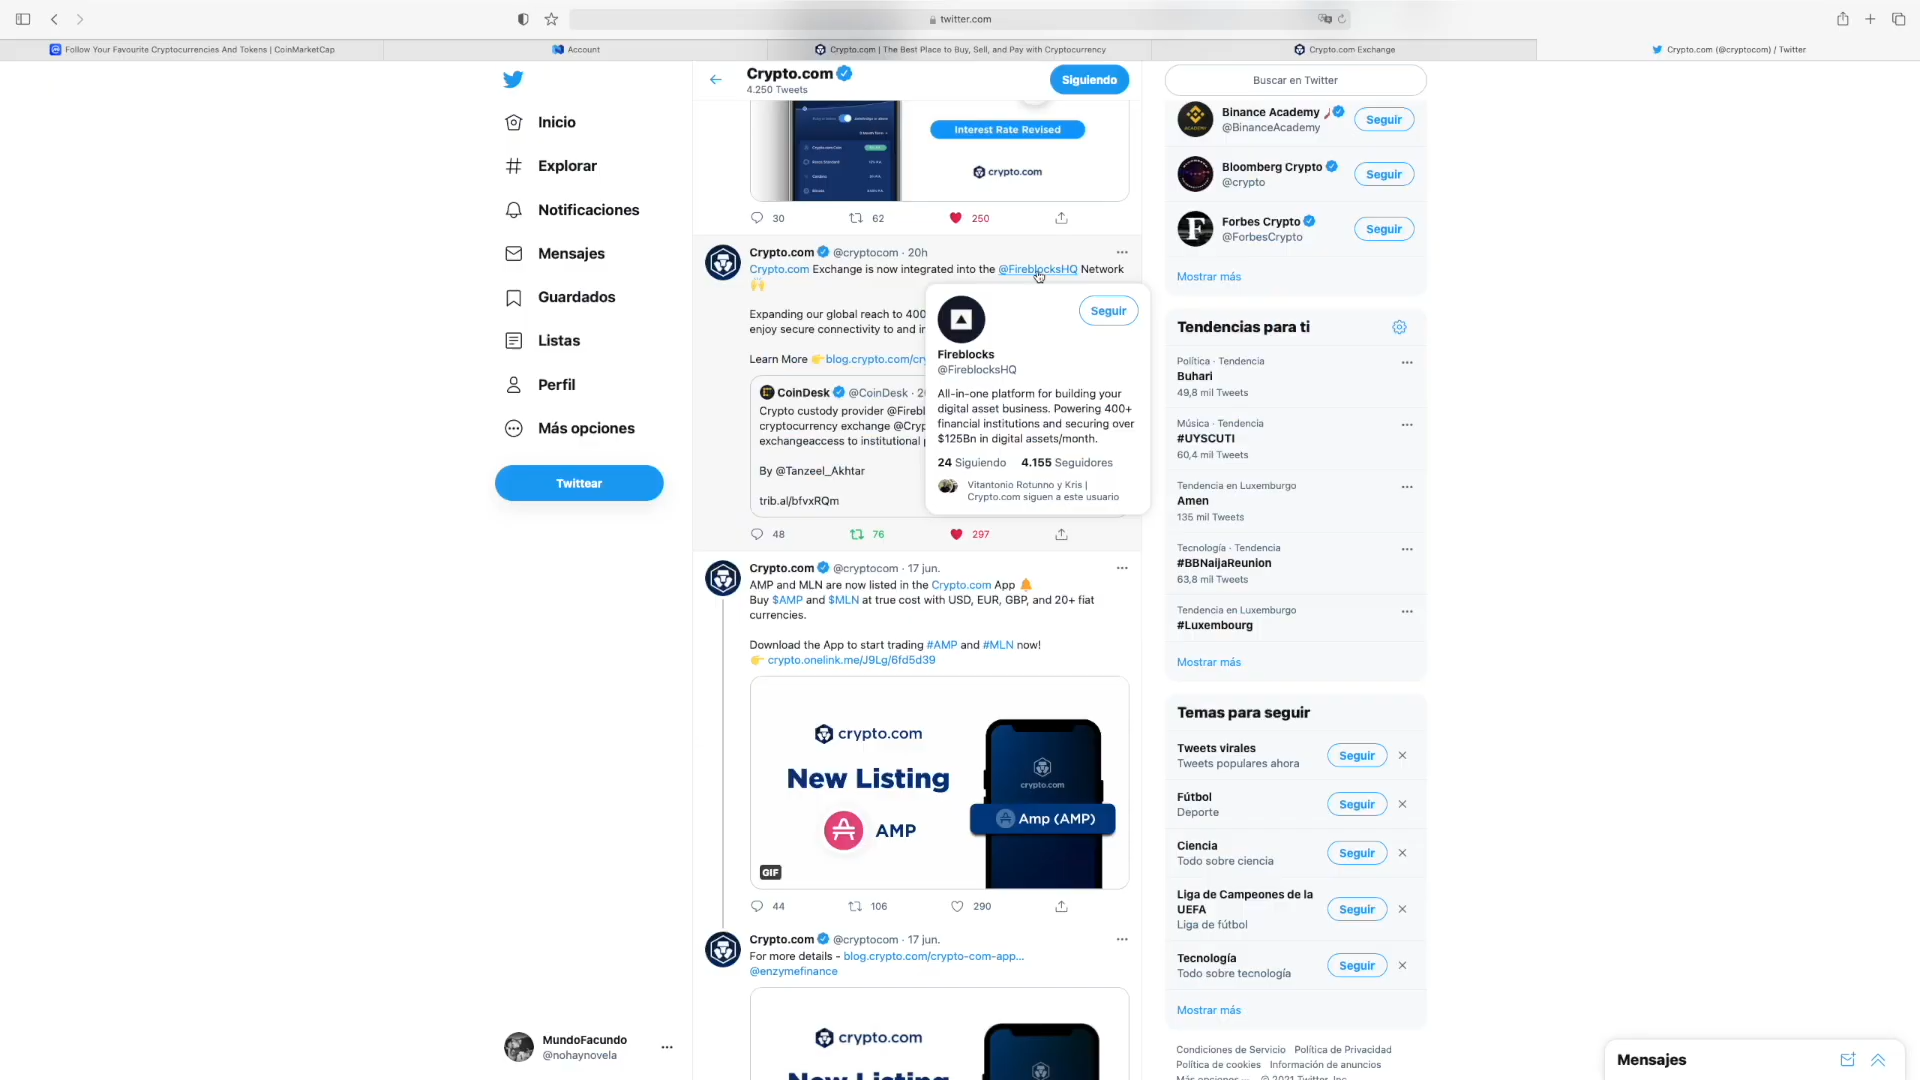 twitter.com
Follow Your Favourite Cryptocurrencies And Tokens | CoinMarketCap
Account
Crypto.com | The Best Place to Buy, Sell, and Pay with Cryptocurrency
Crypto.com Exchange
Crypto.com (@cryptocom) / Twitter
Inicio
Explorar
Notificaciones
Mensajes
Guardados
Listas
Perfil
Más opciones
Twittear
MundoFacundo
@nohaynovela
Crypto.com
4.250 Tweets
Siguiendo
Interest Rate Revised
crypto.com
30
62
250
Crypto.com @cryptocom · 20h
Crypto.com Exchange is now integrated into the @FireblocksHQ Network
Expanding our global reach to 400
enjoy secure connectivity to and
Learn More blog.crypto.com/cry
CoinDesk @CoinDesk ·
Crypto custody provider @Firebl
cryptocurrency exchange @Cryp
exchangeaccess to institutional
By @Tanzeel_Akhtar
trib.al/bfvxRQm
Seguir
Fireblocks
@FireblocksHQ
All-in-one platform for building your
digital asset business. Powering 400+
financial institutions and securing over
$125Bn in digital assets/month.
24 Siguiendo 4.155 Seguidores
Vitantonio Rotunno y Kris |
Crypto.com siguen a este usuario
48
76
297
Crypto.com @cryptocom · 17 jun.
AMP and MLN are now listed in the Crypto.com App
Buy $AMP and $MLN at true cost with USD, EUR, GBP, and 20+ fiat
currencies.
Download the App to start trading #AMP and #MLN now!
crypto.onelink.me/J9Lg/6fd5d39
crypto.com
New Listing
AMP
crypto.com
Amp (AMP)
GIF
44
106
290
Crypto.com @cryptocom · 17 jun.
For more details - blog.crypto.com/crypto-com-app...
@enzymefinance
crypto.com
New Listing
Buscar en Twitter
Binance Academy
@BinanceAcademy
Seguir
Bloomberg Crypto
@crypto
Seguir
Forbes Crypto
@ForbesCrypto
Seguir
Mostrar más
Tendencias para ti
Política · Tendencia
Buhari
49,8 mil Tweets
Música · Tendencia
#UYSCUTI
60,4 mil Tweets
Tendencia en Luxemburgo
Amen
135 mil Tweets
Tecnología · Tendencia
#BBNaijaReunion
63,8 mil Tweets
Tendencia en Luxemburgo
#Luxembourg
Mostrar más
Temas para seguir
Tweets virales
Tweets populares ahora
Seguir
Fútbol
Deporte
Seguir
Ciencia
Todo sobre ciencia
Seguir
Liga de Campeones de la
UEFA
Liga de fútbol
Seguir
Tecnología
Todo sobre tecnología
Seguir
Mostrar más
Condiciones de Servicio Política de Privacidad
Política de cookies Información de anuncios
Más opciones ··· © 2021 Twitter, Inc.
Mensajes